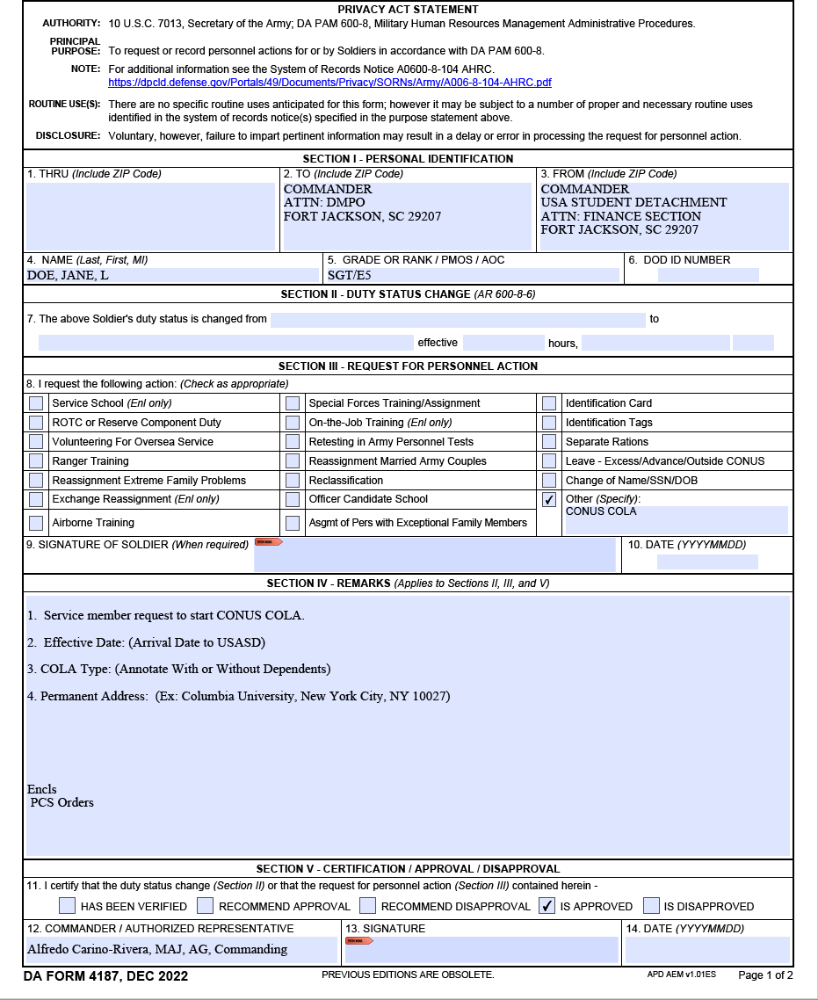 PRIVACY ACT STATEMENT
AUTHORITY: 10 U.S.C. 7013, Secretary of the Army; DA PAM 600-8, Military Human Resources Management Administrative Procedures.
PRINCIPAL
PURPOSE: To request or record personnel actions for or by Soldiers in accordance with DA PAM 600-8.
NOTE: For additional information see the System of Records Notice A0600-8-104 AHRC.
https://dpcld.defense.gov/Portals/49/Documents/Privacy/SORNs/Army/A006-8-104-AHRC.pdf
ROUTINE USE(S): There are no specific routine uses anticipated for this form; however it may be subject to a number of proper and necessary routine uses
identified in the system of records notice(s) specified in the purpose statement above.
DISCLOSURE: Voluntary, however, failure to impart pertinent information may result in a delay or error in processing the request for personnel action.
SECTION I - PERSONAL IDENTIFICATION
1. THRU (Include ZIP Code)
2. TO (Include ZIP Code)
COMMANDER
ATTN: DMPO
FORT JACKSON, SC 29207
3. FROM (Include ZIP Code)
COMMANDER
USA STUDENT DETACHMENT
ATTN: FINANCE SECTION
FORT JACKSON, SC 29207
4. NAME (Last, First, MI)
DOE, JANE, L
5. GRADE OR RANK / PMOS / AOC
SGT/E5
6. DOD ID NUMBER
SECTION II - DUTY STATUS CHANGE (AR 600-8-6)
7. The above Soldier's duty status is changed from to
effective hours,
SECTION III - REQUEST FOR PERSONNEL ACTION
8. I request the following action: (Check as appropriate)
Service School (Enl only)
Special Forces Training/Assignment
Identification Card
ROTC or Reserve Component Duty
On-the-Job Training (Enl only)
Identification Tags
Volunteering For Oversea Service
Retesting in Army Personnel Tests
Separate Rations
Ranger Training
Reassignment Married Army Couples
Leave - Excess/Advance/Outside CONUS
Reassignment Extreme Family Problems
Reclassification
Change of Name/SSN/DOB
Exchange Reassignment (Enl only)
Officer Candidate School
Other (Specify):
CONUS COLA
Airborne Training
Asgmt of Pers with Exceptional Family Members
9. SIGNATURE OF SOLDIER (When required)
10. DATE (YYYYMMDD)
SECTION IV - REMARKS (Applies to Sections II, III, and V)
1. Service member request to start CONUS COLA.
2. Effective Date: (Arrival Date to USASD)
3. COLA Type: (Annotate With or Without Dependents)
4. Permanent Address: (Ex: Columbia University, New York City, NY 10027)
Encls
PCS Orders
SECTION V - CERTIFICATION / APPROVAL / DISAPPROVAL
11. I certify that the duty status change (Section II) or that the request for personnel action (Section III) contained herein -
HAS BEEN VERIFIED RECOMMEND APPROVAL RECOMMEND DISAPPROVAL IS APPROVED IS DISAPPROVED
12. COMMANDER / AUTHORIZED REPRESENTATIVE
Alfredo Carino-Rivera, MAJ, AG, Commanding
13. SIGNATURE
14. DATE (YYYYMMDD)
DA FORM 4187, DEC 2022
PREVIOUS EDITIONS ARE OBSOLETE.
APD AEM v1.01ES
Page 1 of 2